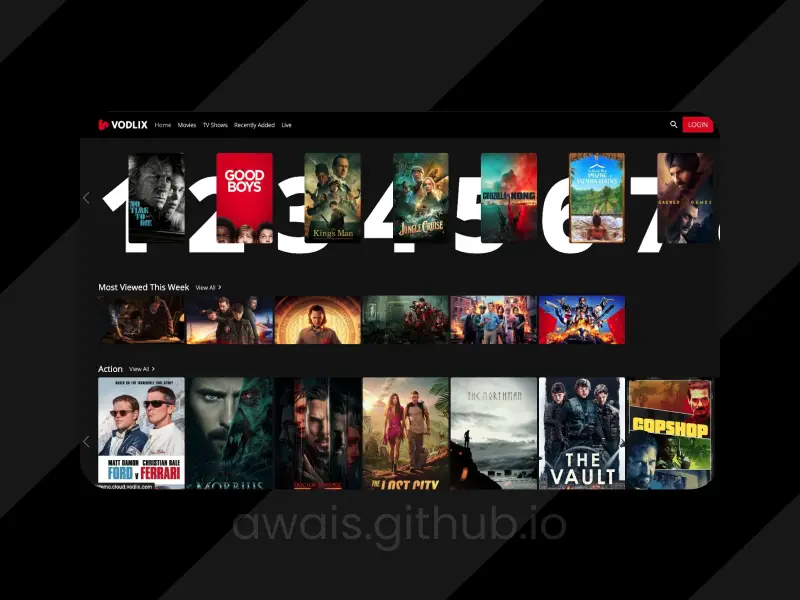 VODLIX Home Movies TV Shows Recently Added Live LOGIN
1 2 3 4 5 6 7
NO TIME TO DIE
GOOD BOYS
King's Man
JUNGLE CRUISE
GODZILLA KONG
SACRED GAMES
Most Viewed This Week View All
Action View All
MATT DAMON CHRISTIAN BALE
FORD v FERRARI
MORBIUS
DOCTOR STRANGE
THE LOST CITY
THE NORTHMAN
THE VAULT
COPSHOP
demo.cloud.vodlix.com
awais.github.io